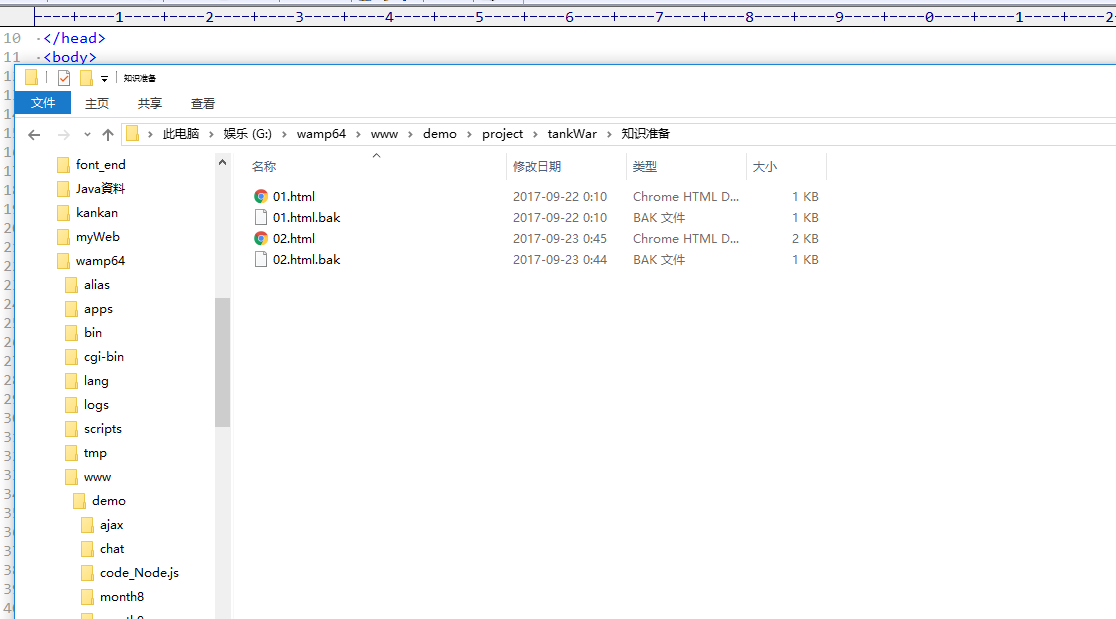 ----+----1----+----2----+----3----+----4----+----5----+----6----+----7----+----8----+----9----+----0----+----1----+----2
10 </head>
11 <body>
知识准备
文件 主页 共享 查看
此电脑 › 娱乐 (G:) › wamp64 › www › demo › project › tankWar › 知识准备
名称 修改日期 类型 大小
01.html 2017-09-22 0:10 Chrome HTML D... 1 KB
01.html.bak 2017-09-22 0:10 BAK 文件 1 KB
02.html 2017-09-23 0:45 Chrome HTML D... 2 KB
02.html.bak 2017-09-23 0:44 BAK 文件 1 KB
font_end
Java資料
kankan
myWeb
wamp64
alias
apps
bin
cgi-bin
lang
logs
scripts
tmp
www
demo
ajax
chat
code_Node.js
month8